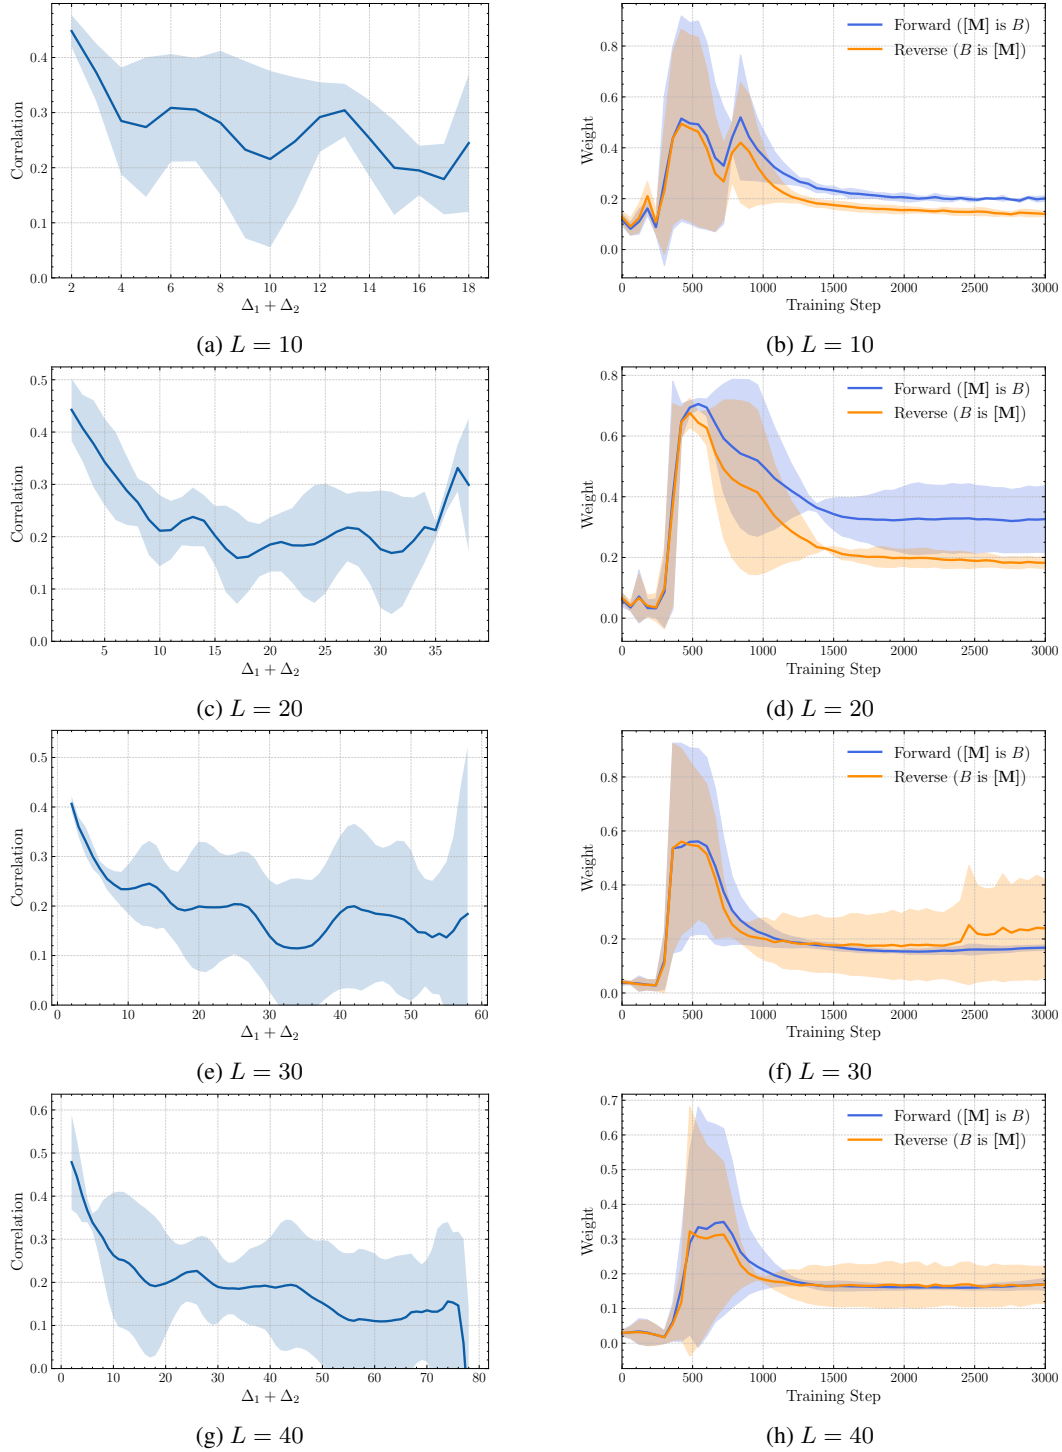 0.4
0.3
0.2
0.1
0.0
Correlation
2 4 6 8 10 12 14 16 18
Δ₁ + Δ₂
(a) L = 10
0.8
0.6
0.4
0.2
0.0
Weight
Forward ([M] is B)
Reverse (B is [M])
0 500 1000 1500 2000 2500 3000
Training Step
(b) L = 10
0.5
0.4
0.3
0.2
0.1
0.0
Correlation
5 10 15 20 25 30 35
Δ₁ + Δ₂
(c) L = 20
0.8
0.6
0.4
0.2
0.0
Weight
Forward ([M] is B)
Reverse (B is [M])
0 500 1000 1500 2000 2500 3000
Training Step
(d) L = 20
0.5
0.4
0.3
0.2
0.1
0.0
Correlation
0 10 20 30 40 50 60
Δ₁ + Δ₂
(e) L = 30
0.8
0.6
0.4
0.2
0.0
Weight
Forward ([M] is B)
Reverse (B is [M])
0 500 1000 1500 2000 2500 3000
Training Step
(f) L = 30
0.6
0.5
0.4
0.3
0.2
0.1
0.0
Correlation
0 10 20 30 40 50 60 70 80
Δ₁ + Δ₂
(g) L = 40
0.7
0.6
0.5
0.4
0.3
0.2
0.1
0.0
Weight
Forward ([M] is B)
Reverse (B is [M])
0 500 1000 1500 2000 2500 3000
Training Step
(h) L = 40